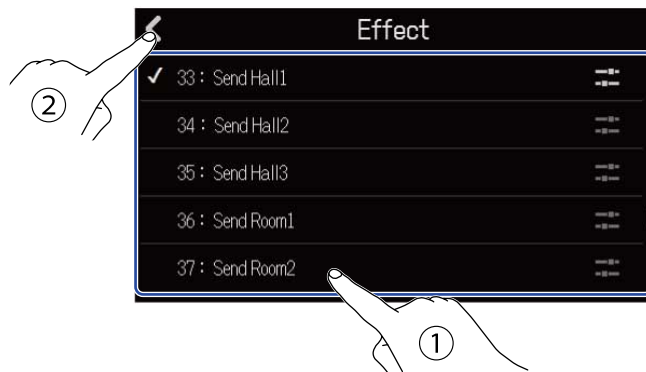 Effect
✓ 33 : Send Hall1
34 : Send Hall2
35 : Send Hall3
36 : Send Room1
37 : Send Room2
②
①